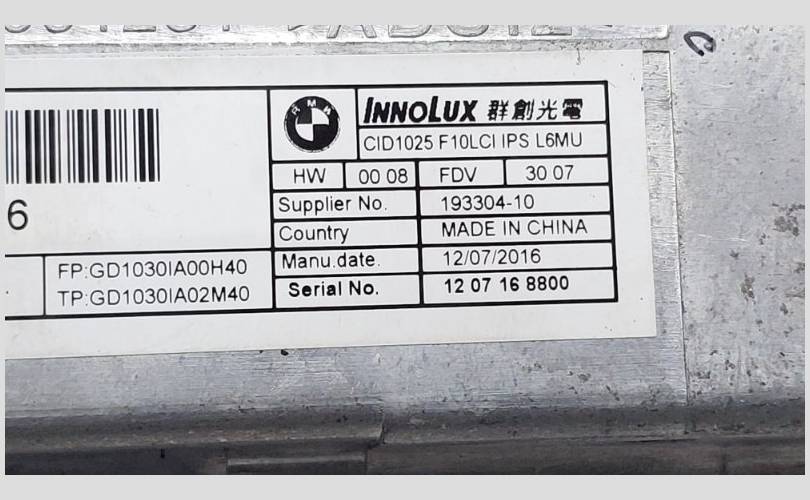 BMW
INNOLUX 群創光電
CID1025 F10LCI IPS L6MU
HW 00 08 FDV 30 07
6
Supplier No. 193304-10
Country MADE IN CHINA
FP:GD1030IA00H40
Manu.date. 12/07/2016
TP:GD1030IA02M40
Serial No. 12 07 16 8800